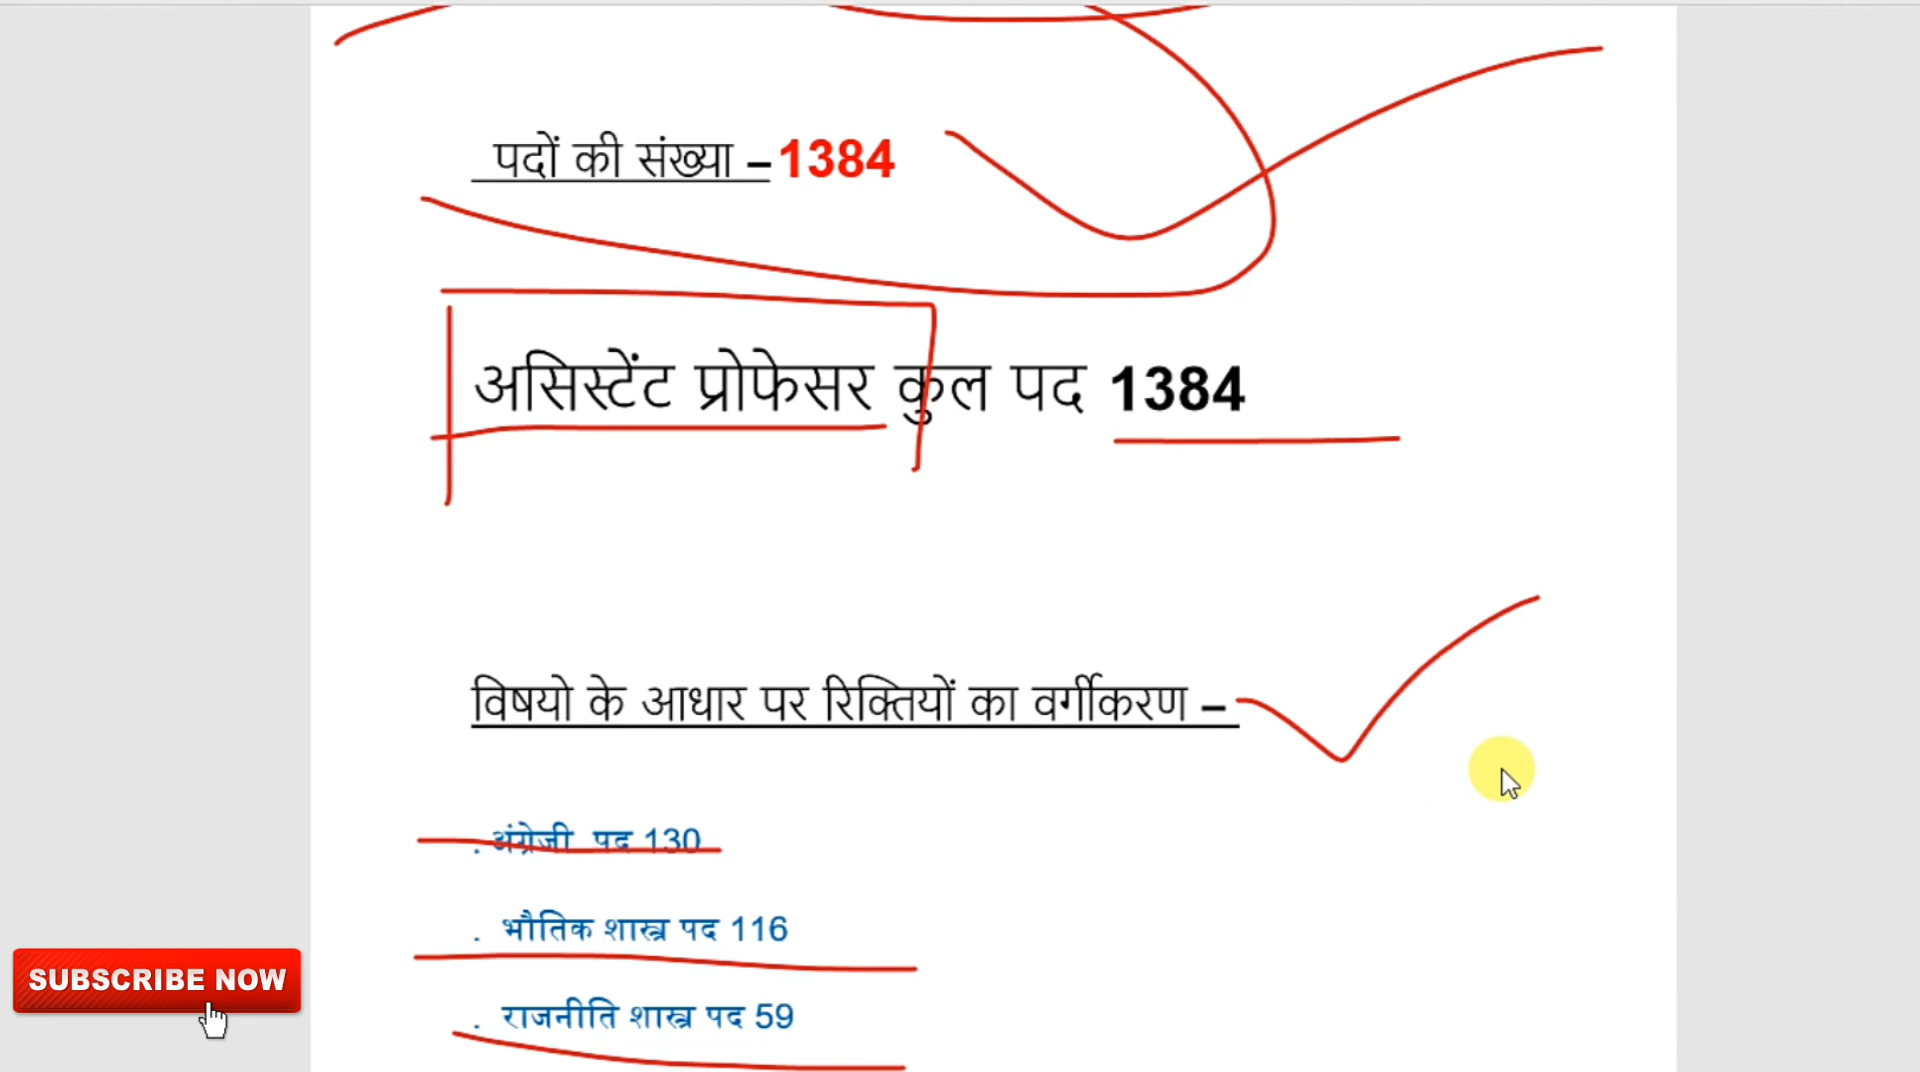 पदों की संख्या – 1384
असिस्टेंट प्रोफेसर कुल पद 1384
विषयो के आधार पर रिक्तियों का वर्गीकरण –
. अंग्रेजी पद 130
. भौतिक शास्त्र पद 116
. राजनीति शास्त्र पद 59
SUBSCRIBE NOW